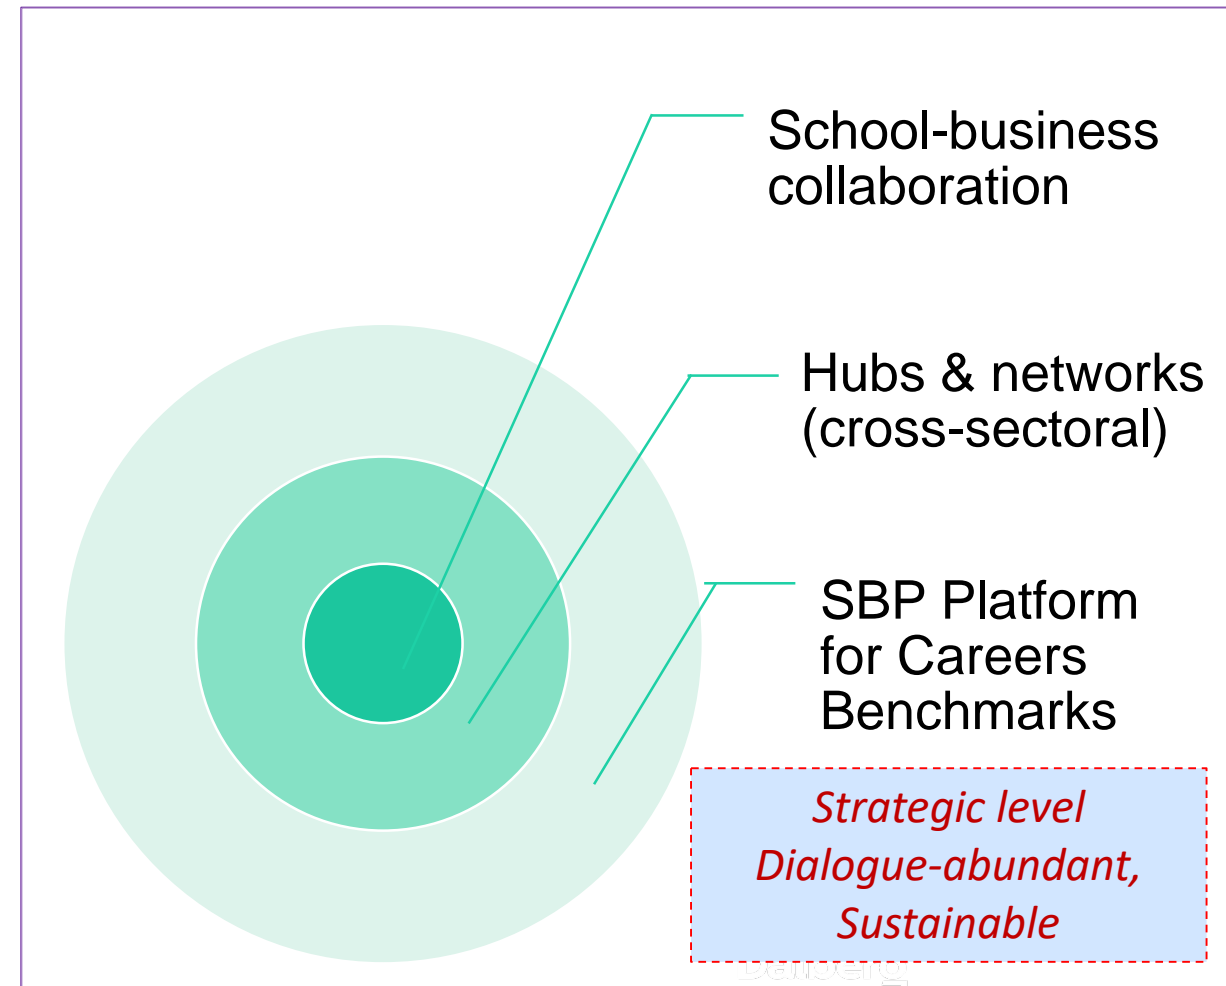 School-business
collaboration
Hubs & networks
(cross-sectoral)
SBP Platform
for Careers
Benchmarks
Strategic level
Dialogue-abundant,
Sustainable